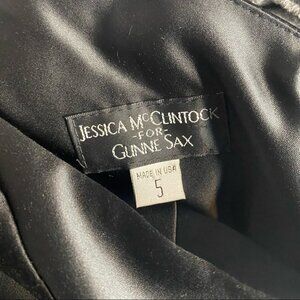 JESSICA McCLINTOCK
-FOR-
GUNNE SAX
MADE IN USA
5